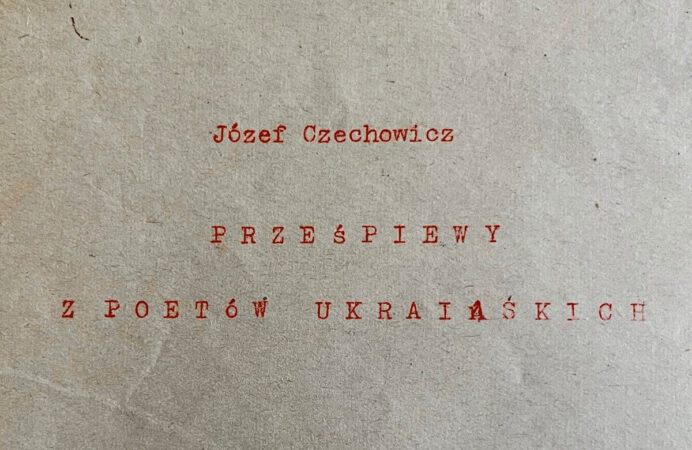 Józef Czechowicz
PRZEśPIEWY
Z POETóW UKRAIńSKICH